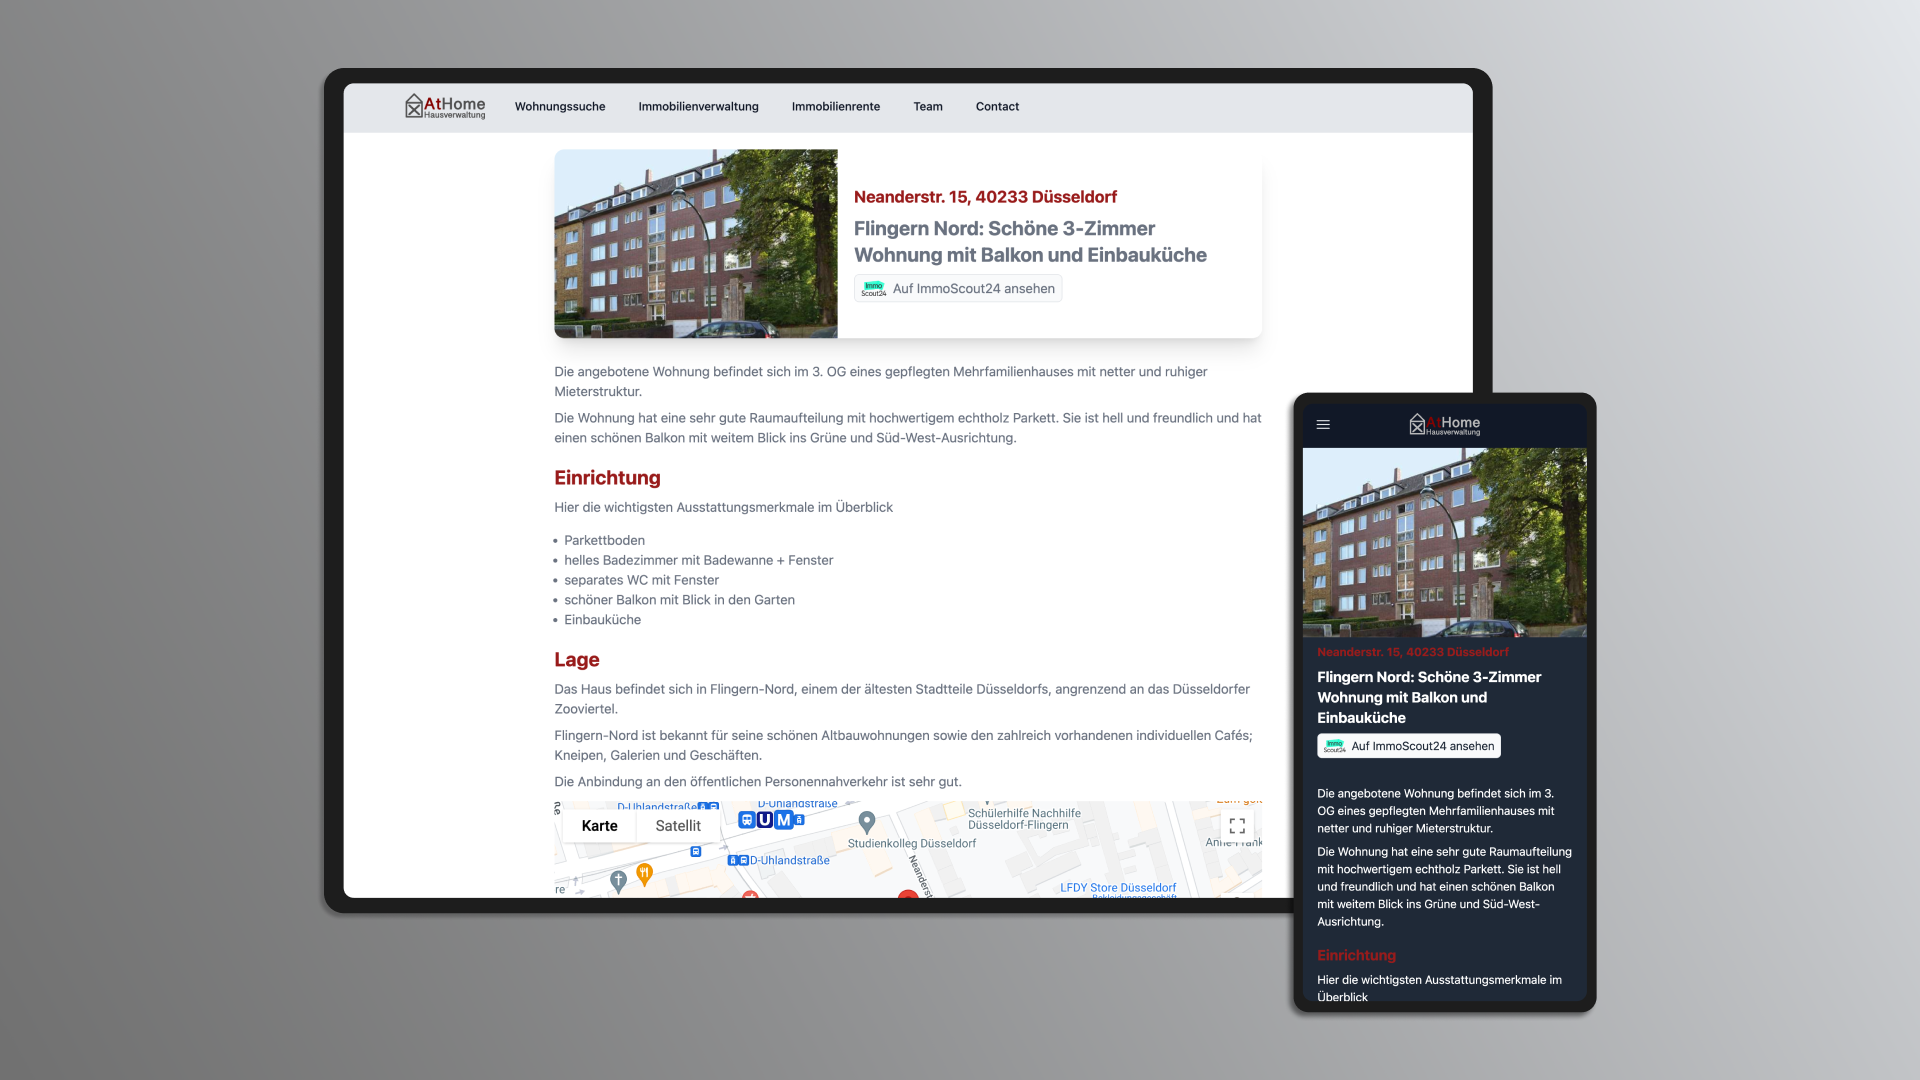 AtHome
Hausverwaltung
Wohnungssuche
Immobilienverwaltung
Immobilienrente
Team
Contact
Neanderstr. 15, 40233 Düsseldorf
Flingern Nord: Schöne 3-Zimmer
Wohnung mit Balkon und Einbauküche
Immo
Scout24
Auf ImmoScout24 ansehen
Die angebotene Wohnung befindet sich im 3. OG eines gepflegten Mehrfamilienhauses mit netter und ruhiger
Mieterstruktur.
Die Wohnung hat eine sehr gute Raumaufteilung mit hochwertigem echtholz Parkett. Sie ist hell und freundlich und hat
einen schönen Balkon mit weitem Blick ins Grüne und Süd-West-Ausrichtung.
Einrichtung
Hier die wichtigsten Ausstattungsmerkmale im Überblick
• Parkettboden
• helles Badezimmer mit Badewanne + Fenster
• separates WC mit Fenster
• schöner Balkon mit Blick in den Garten
• Einbauküche
Lage
Das Haus befindet sich in Flingern-Nord, einem der ältesten Stadtteile Düsseldorfs, angrenzend an das Düsseldorfer
Zooviertel.
Flingern-Nord ist bekannt für seine schönen Altbauwohnungen sowie den zahlreich vorhandenen individuellen Cafés;
Kneipen, Galerien und Geschäften.
Die Anbindung an den öffentlichen Personennahverkehr ist sehr gut.
D-Uhlandstraße
D-Uhlandstraße
Karte
Satellit
U
M
Schülerhilfe Nachhilfe
Düsseldorf-Flingern
Studienkolleg Düsseldorf
D-Uhlandstraße
Neanderst
re
LFDY Store Düsseldorf
Bekleidungsgeschäft
AtHome
Hausverwaltung
Neanderstr. 15, 40233 Düsseldorf
Flingern Nord: Schöne 3-Zimmer
Wohnung mit Balkon und
Einbauküche
Immo
Scout24
Auf ImmoScout24 ansehen
Die angebotene Wohnung befindet sich im 3.
OG eines gepflegten Mehrfamilienhauses mit
netter und ruhiger Mieterstruktur.
Die Wohnung hat eine sehr gute Raumaufteilung
mit hochwertigem echtholz Parkett. Sie ist hell
und freundlich und hat einen schönen Balkon
mit weitem Blick ins Grüne und Süd-West-
Ausrichtung.
Einrichtung
Hier die wichtigsten Ausstattungsmerkmale im
Überblick